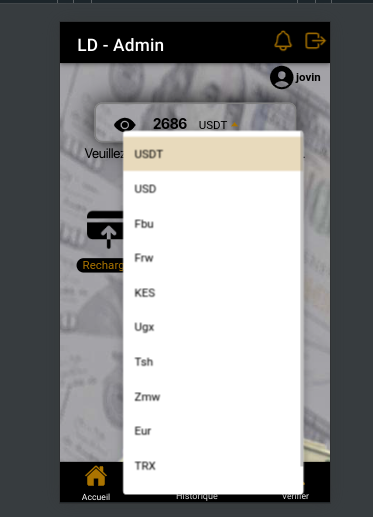 LD - Admin
jovin
2686 USDT
Veuillez
USDT
USD
Fbu
Frw
KES
Ugx
Tsh
Zmw
Eur
TRX
Recharg
Accueil
Historique
Vérifier